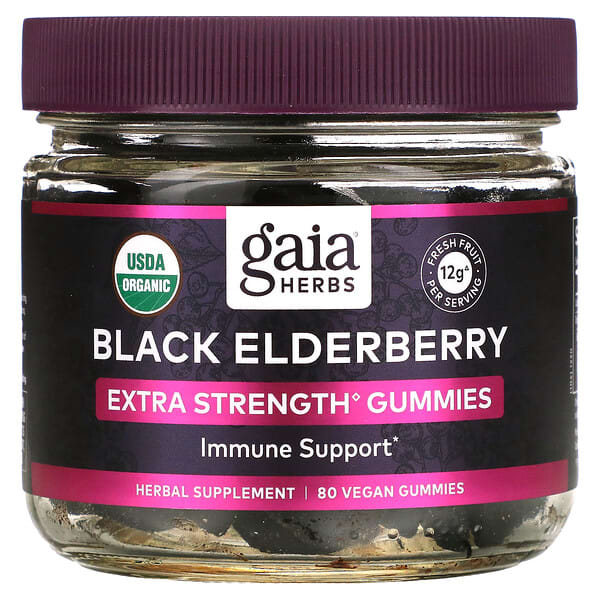 USDA
ORGANIC
gaia®
HERBS
FRESH FRUIT
12g△
PER SERVING
BLACK ELDERBERRY
EXTRA STRENGTH◇ GUMMIES
Immune Support*
HERBAL SUPPLEMENT | 80 VEGAN GUMMIES